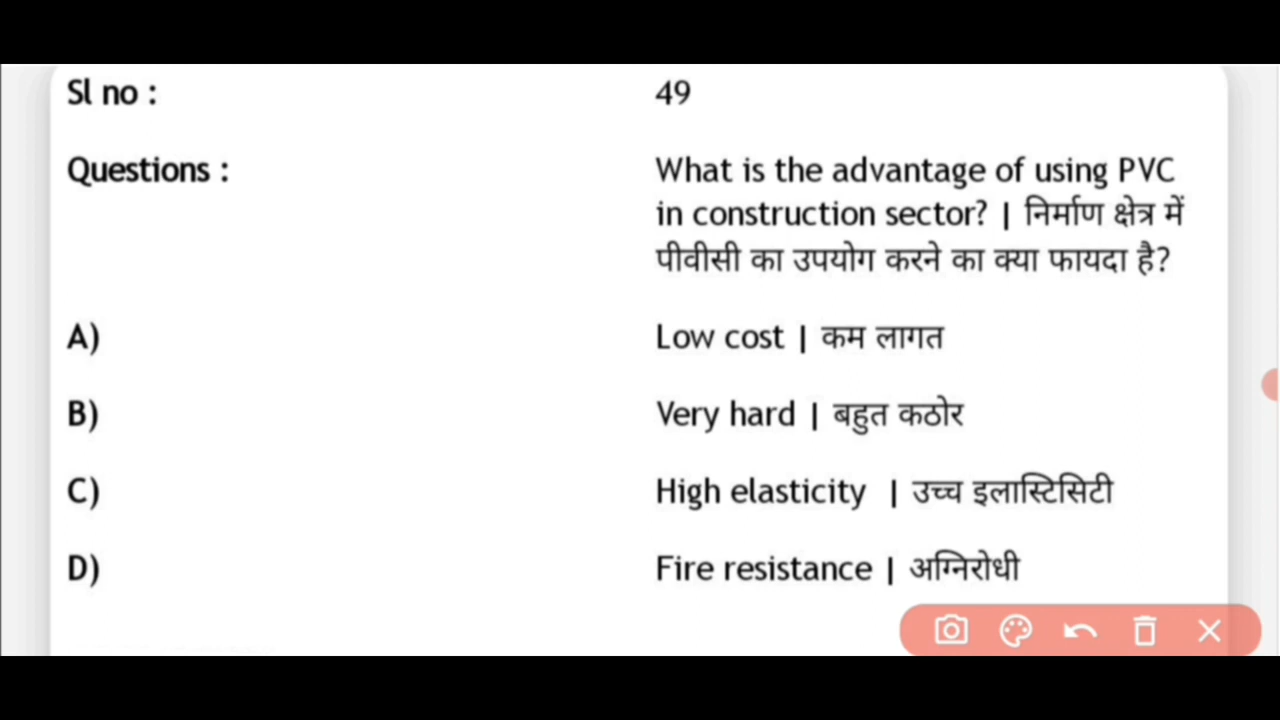 Sl no : 49
Questions : What is the advantage of using PVC
in construction sector? | निर्माण क्षेत्र में
पीवीसी का उपयोग करने का क्या फायदा है?
A) Low cost | कम लागत
B) Very hard | बहुत कठोर
C) High elasticity | उच्च इलास्टिसिटी
D) Fire resistance | अग्निरोधी